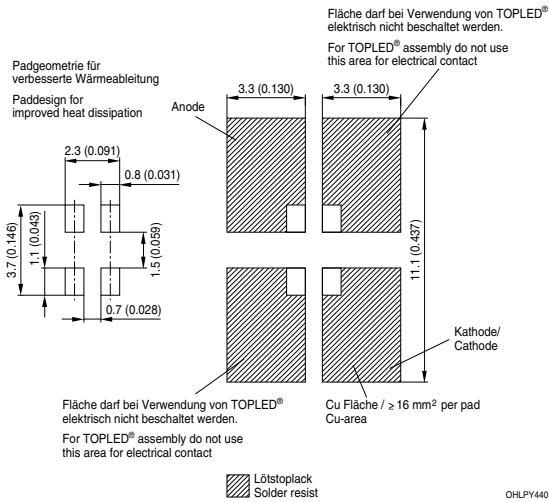 Fläche darf bei Verwendung von TOPLED®
elektrisch nicht beschaltet werden.
For TOPLED® assembly do not use
this area for electrical contact
Padgeometrie für
verbesserte Wärmeableitung
Paddesign for
improved heat dissipation
Anode
3.3 (0.130)
3.3 (0.130)
2.3 (0.091)
0.8 (0.031)
3.7 (0.146)
1.1 (0.043)
1.5 (0.059)
0.7 (0.028)
11.1 (0.437)
Kathode/
Cathode
Fläche darf bei Verwendung von TOPLED®
elektrisch nicht beschaltet werden.
For TOPLED® assembly do not use
this area for electrical contact
Cu Fläche / ≥ 16 mm² per pad
Cu-area
Lötstoplack
Solder resist
OHLPY440